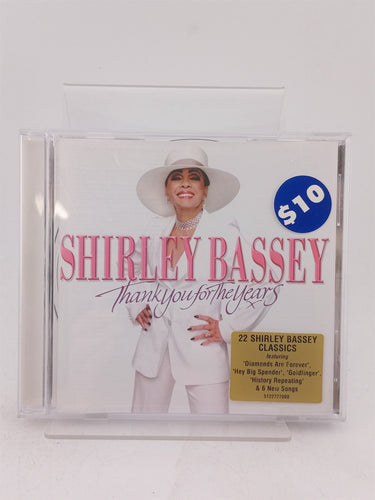 $10
SHIRLEY BASSEY
Thank You for The Years
22 SHIRLEY BASSEY
CLASSICS
featuring
'Diamonds Are Forever',
'Hey Big Spender', 'Goldfinger',
'History Repeating'
& 6 New Songs